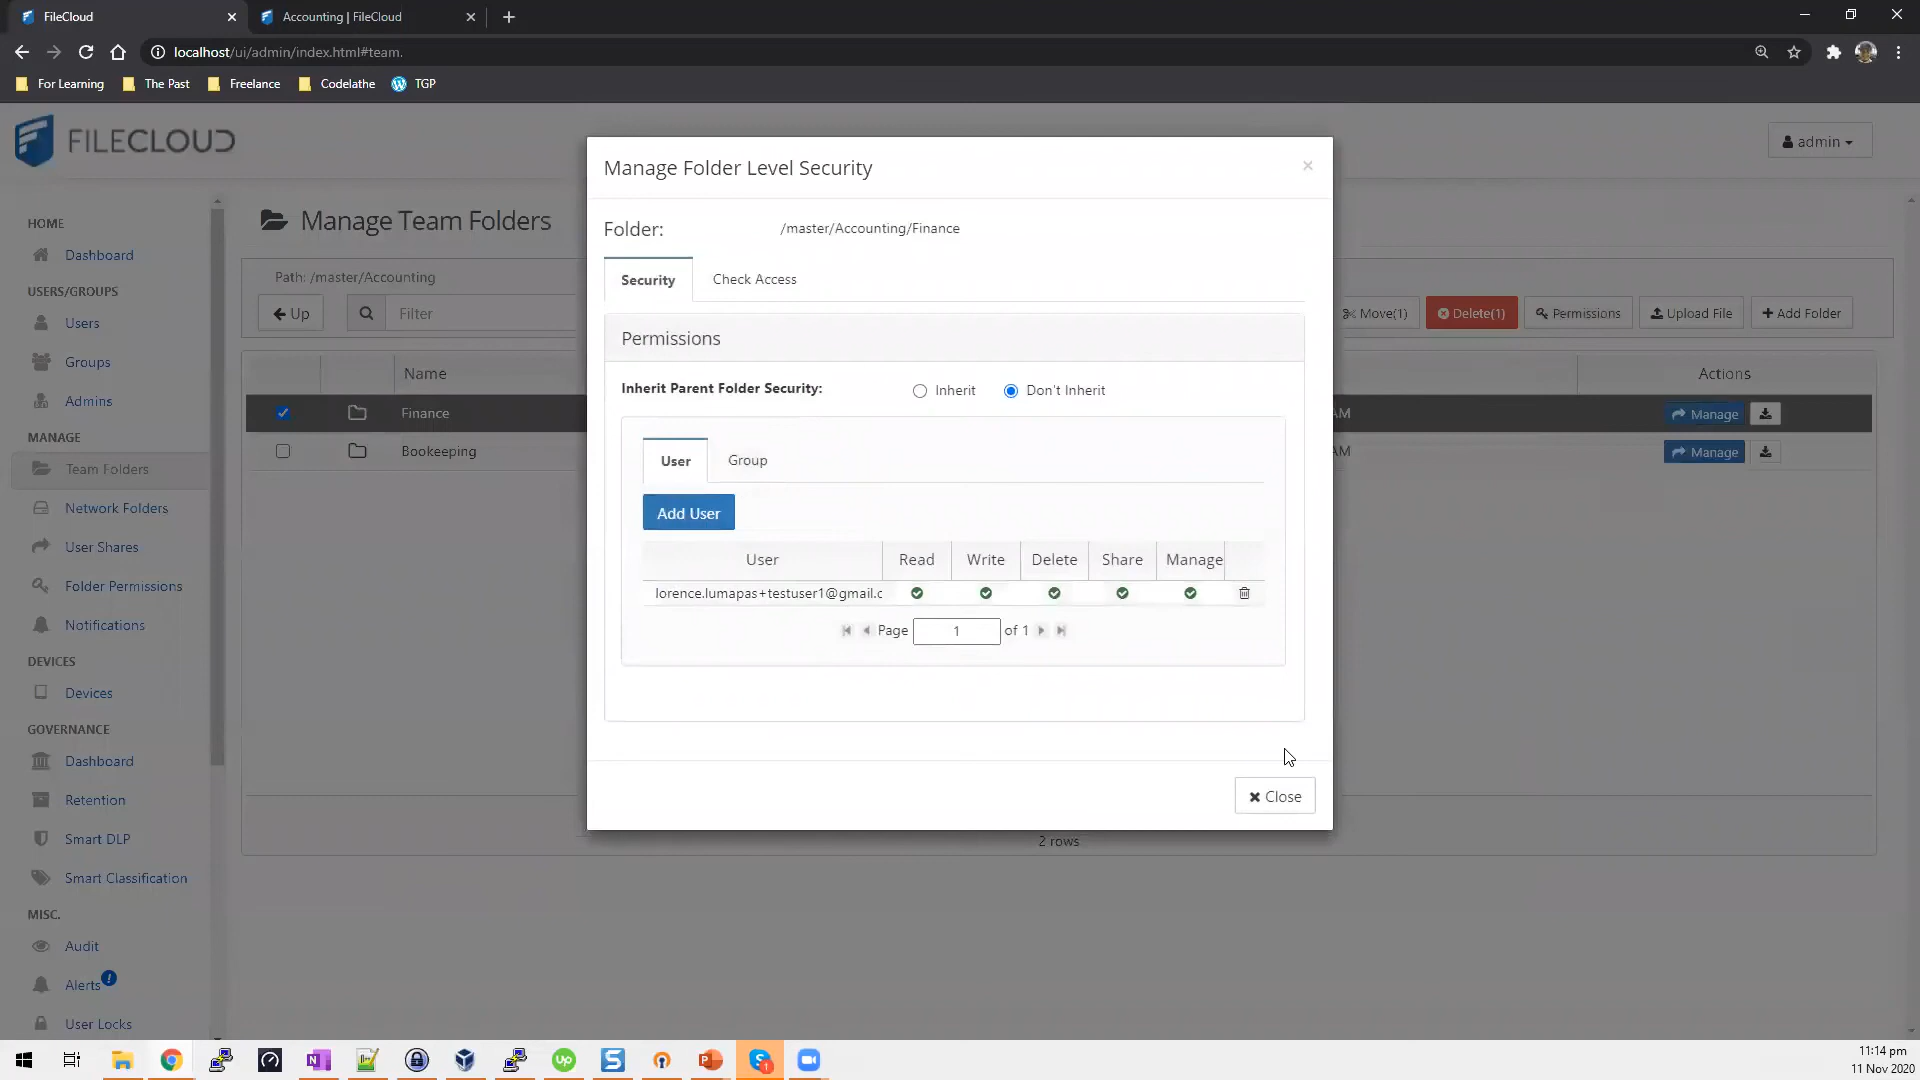 FileCloud
Accounting | FileCloud
localhost/ui/admin/index.html#team.
For Learning
The Past
Freelance
Codelathe
TGP
FILECLOUD
admin
HOME
Dashboard
USERS/GROUPS
Users
Groups
Admins
MANAGE
Team Folders
Network Folders
User Shares
Folder Permissions
Notifications
DEVICES
Devices
GOVERNANCE
Dashboard
Retention
Smart DLP
Smart Classification
MISC.
Audit
Alerts
User Locks
Manage Team Folders
Path: /master/Accounting
Up
Filter
Move(1)
Delete(1)
Permissions
Upload File
Add Folder
Name
Actions
Finance
AM
Manage
Bookeeping
AM
Manage
2 rows
Manage Folder Level Security
Folder:
/master/Accounting/Finance
Security
Check Access
Permissions
Inherit Parent Folder Security:
Inherit
Don't Inherit
User
Group
Add User
User
Read
Write
Delete
Share
Manage
lorence.lumapas+testuser1@gmail.c
Page 1 of 1
Close
11:14 pm
11 Nov 2020